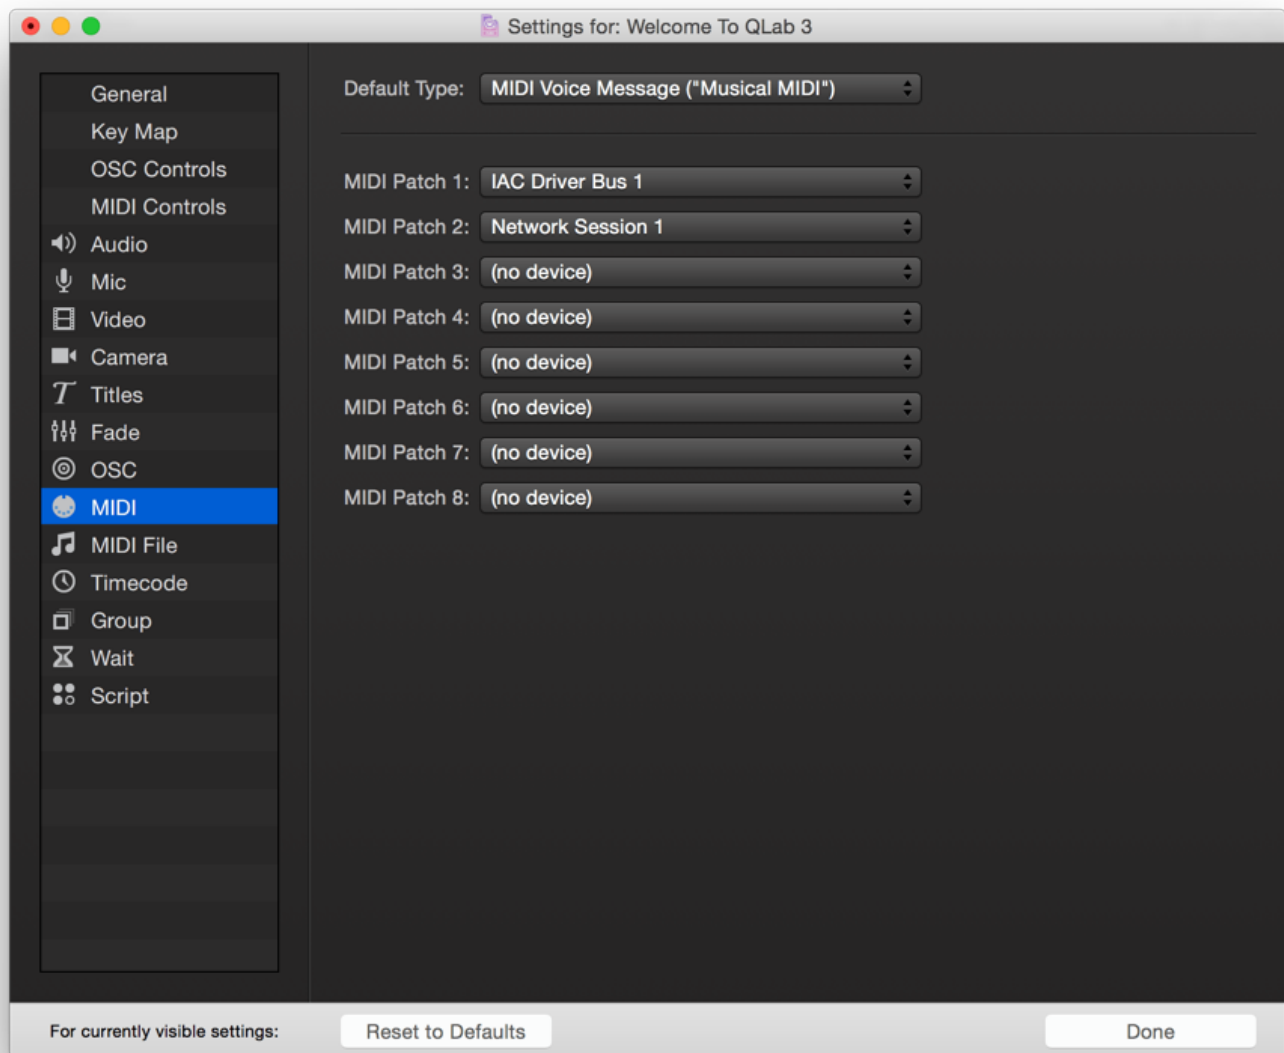 Settings for: Welcome To QLab 3
General
Key Map
OSC Controls
MIDI Controls
Audio
Mic
Video
Camera
Titles
Fade
OSC
MIDI
MIDI File
Timecode
Group
Wait
Script
Default Type: MIDI Voice Message ("Musical MIDI")
MIDI Patch 1: IAC Driver Bus 1
MIDI Patch 2: Network Session 1
MIDI Patch 3: (no device)
MIDI Patch 4: (no device)
MIDI Patch 5: (no device)
MIDI Patch 6: (no device)
MIDI Patch 7: (no device)
MIDI Patch 8: (no device)
For currently visible settings: Reset to Defaults Done